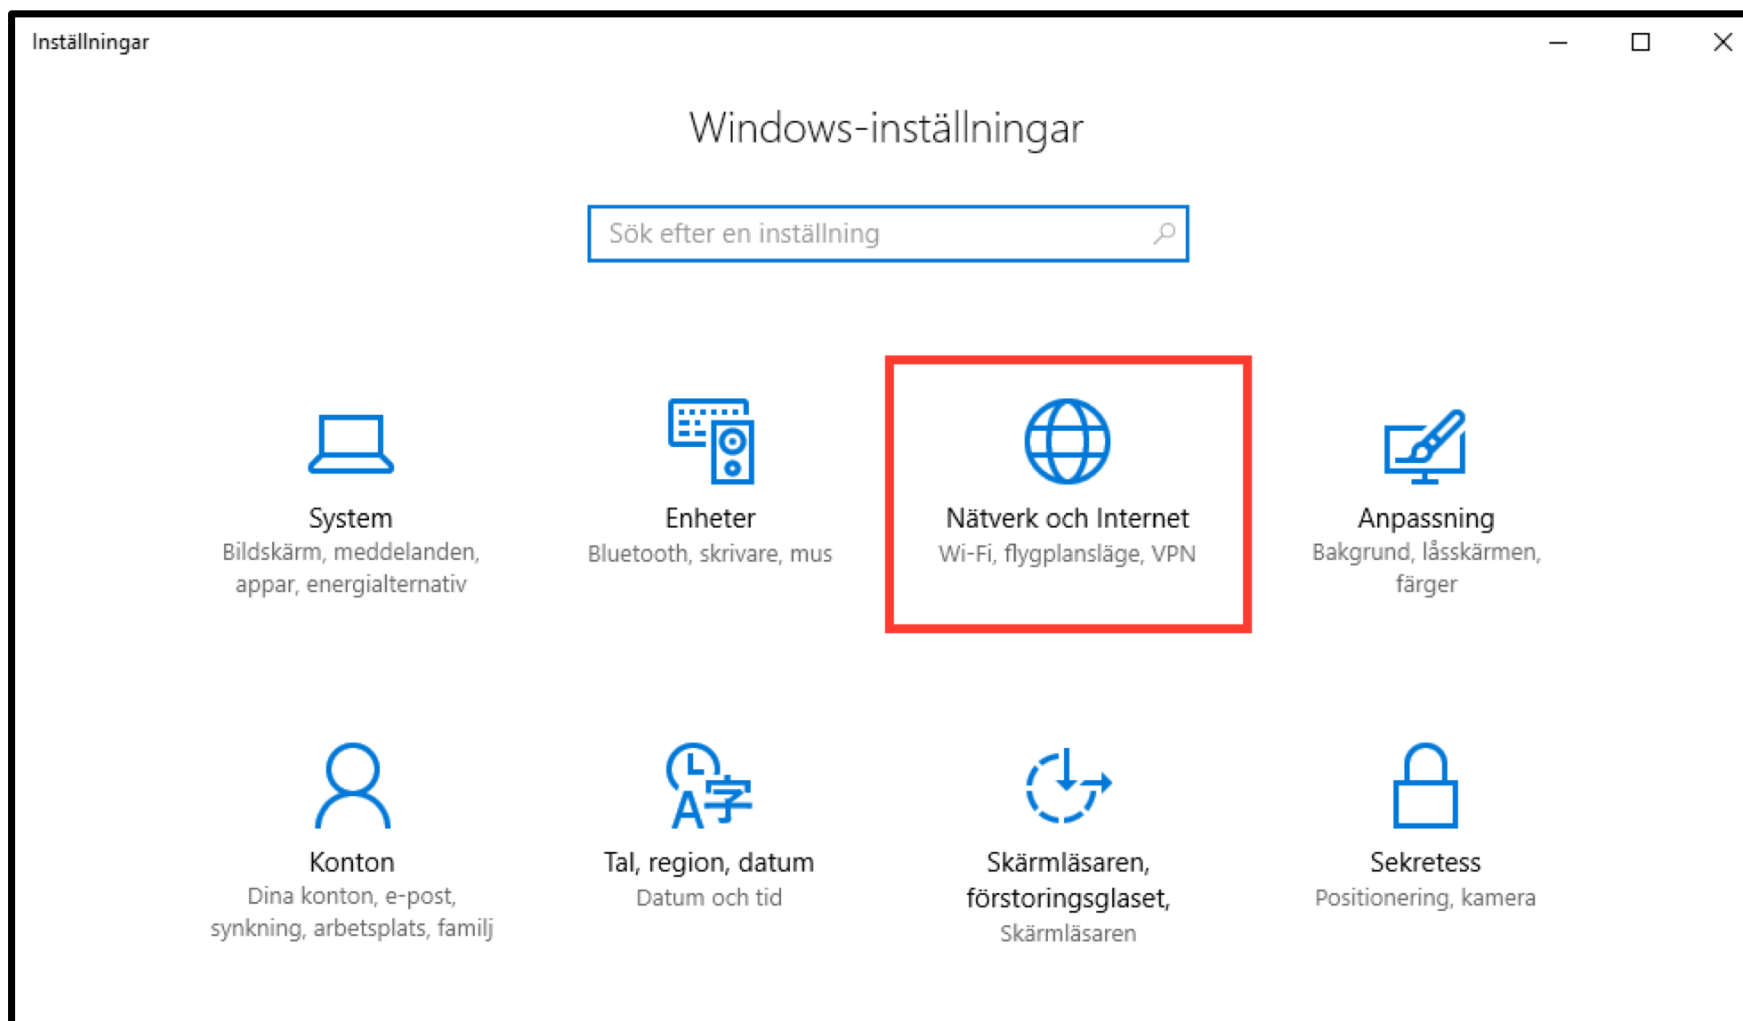 Inställningar
Windows-inställningar
Sök efter en inställning
System
Bildskärm, meddelanden,
appar, energialternativ
Enheter
Bluetooth, skrivare, mus
Nätverk och Internet
Wi-Fi, flygplansläge, VPN
Anpassning
Bakgrund, låsskärmen,
färger
Konton
Dina konton, e-post,
synkning, arbetsplats, familj
A字
Tal, region, datum
Datum och tid
Skärmläsaren,
förstoringsglaset,
Skärmläsaren
Sekretess
Positionering, kamera